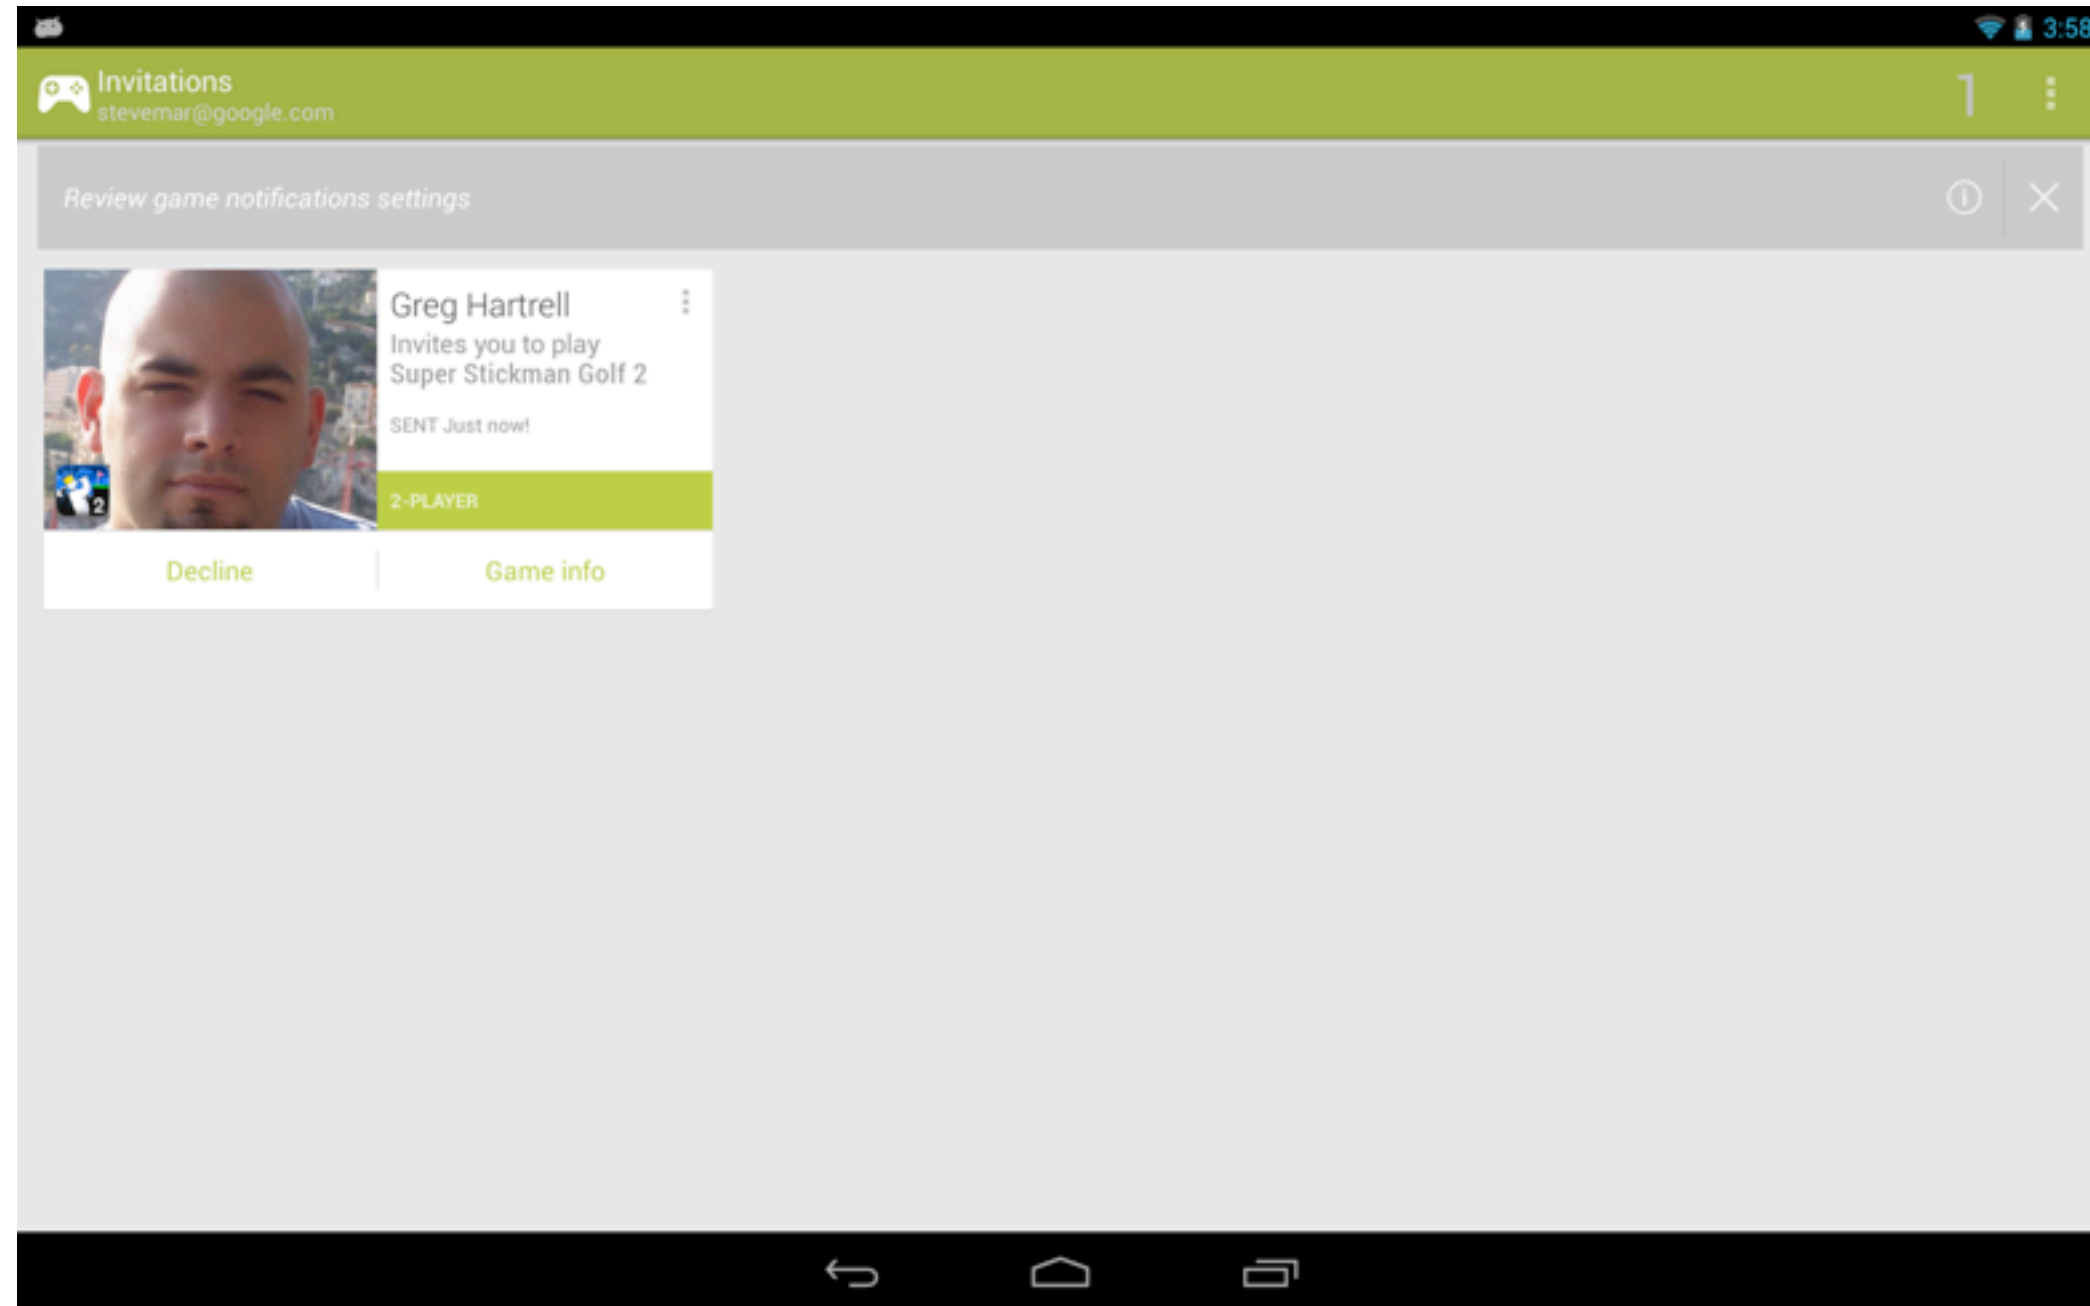 3:58
Invitations
stevemar@google.com
1
Review game notifications settings
Greg Hartrell
Invites you to play
Super Stickman Golf 2
SENT Just now!
2
2-PLAYER
Decline
Game info